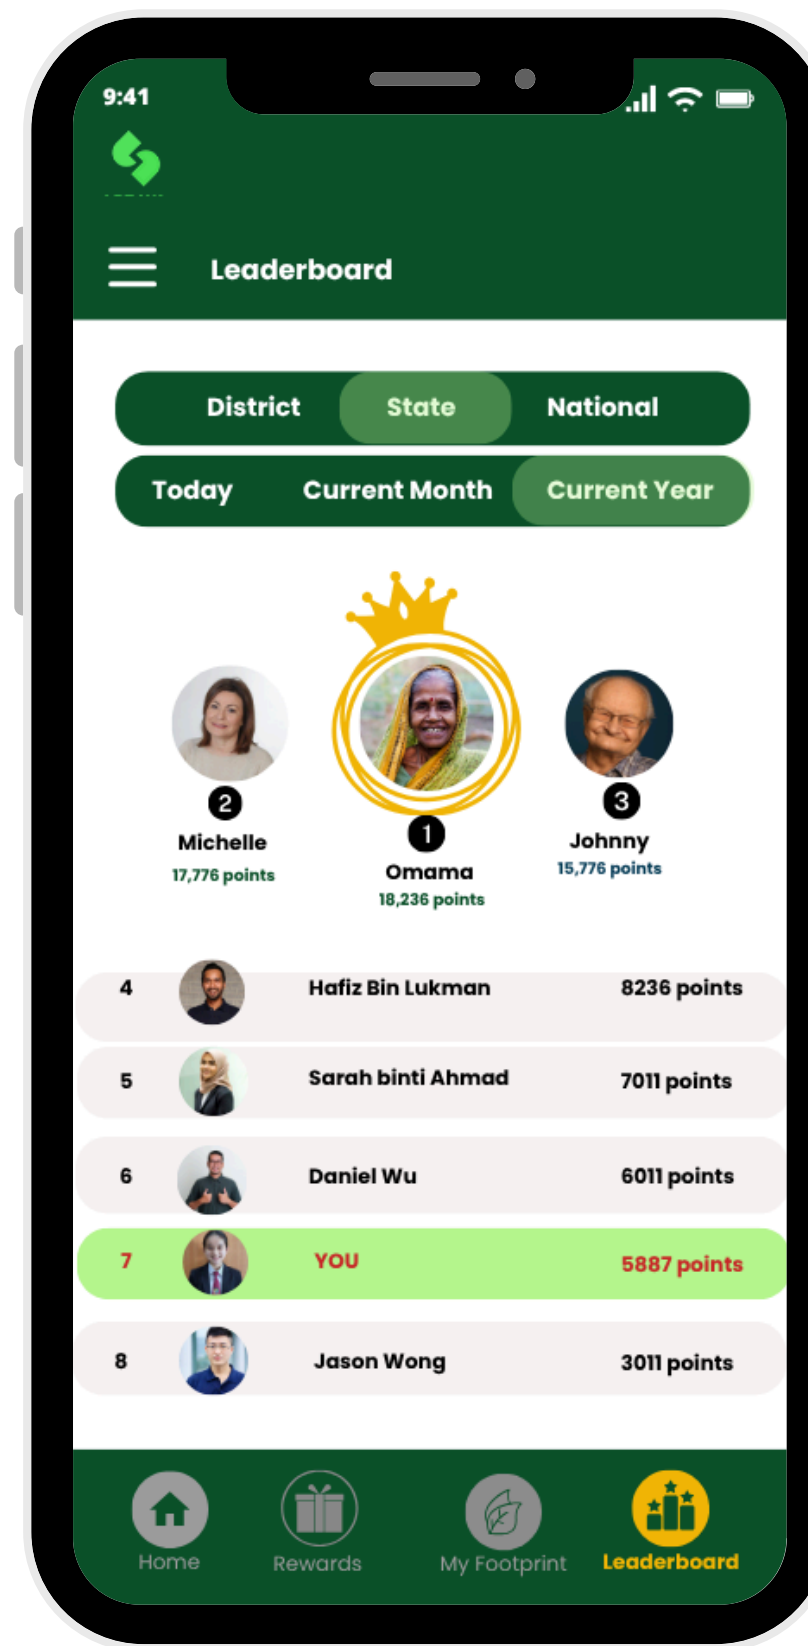 9:41
Leaderboard
District State National
Today Current Month Current Year
2
Michelle
17,776 points
1
Omama
18,236 points
3
Johnny
15,776 points
4 Hafiz Bin Lukman 8236 points
5 Sarah binti Ahmad 7011 points
6 Daniel Wu 6011 points
7 YOU 5887 points
8 Jason Wong 3011 points
Home Rewards My Footprint Leaderboard